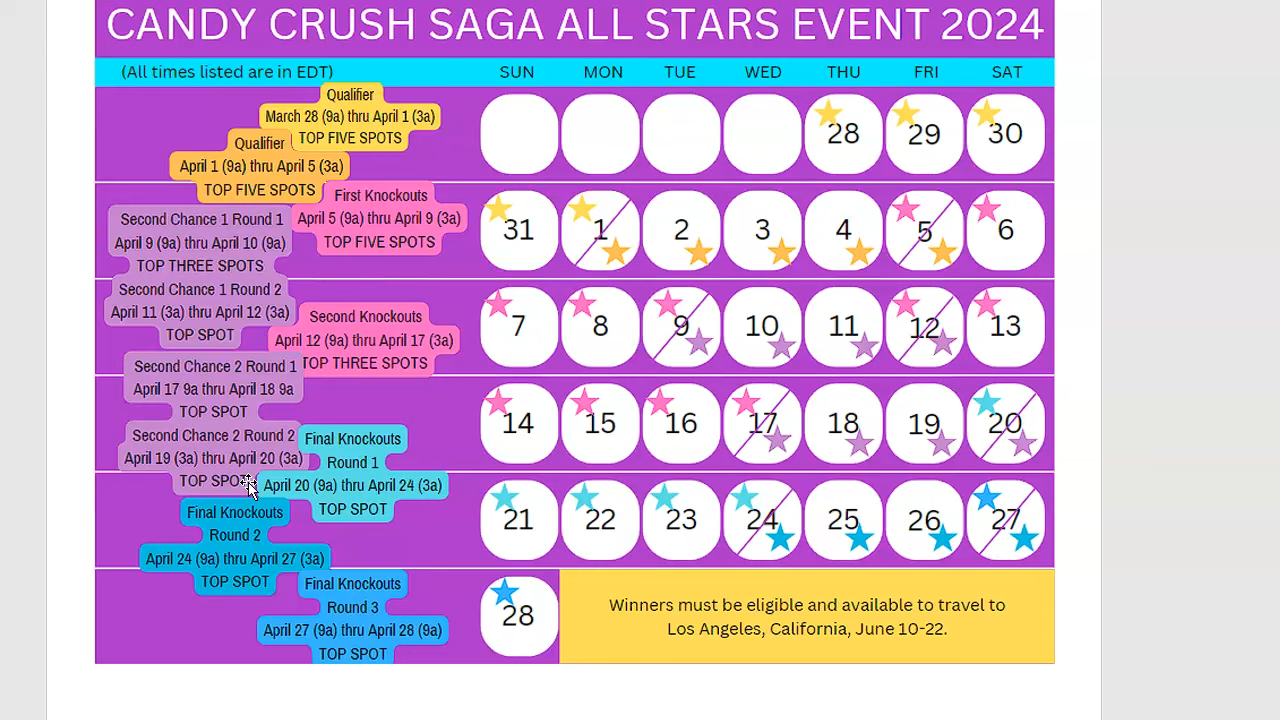 CANDY CRUSH SAGA ALL STARS EVENT 2024
(All times listed are in EDT) SUN MON TUE WED THU FRI SAT
Qualifier
March 28 (9a) thru April 1 (3a)
TOP FIVE SPOTS
Qualifier
April 1 (9a) thru April 5 (3a)
TOP FIVE SPOTS
28 29 30
First Knockouts
April 5 (9a) thru April 9 (3a)
TOP FIVE SPOTS
Second Chance 1 Round 1
April 9 (9a) thru April 10 (9a)
TOP THREE SPOTS
31 1 2 3 4 5 6
Second Chance 1 Round 2
April 11 (3a) thru April 12 (3a)
TOP SPOT
Second Knockouts
April 12 (9a) thru April 17 (3a)
TOP THREE SPOTS
7 8 9 10 11 12 13
Second Chance 2 Round 1
April 17 9a thru April 18 9a
TOP SPOT
Second Chance 2 Round 2
April 19 (3a) thru April 20 (3a)
TOP SPOT
14 15 16 17 18 19 20
Final Knockouts
Round 1
April 20 (9a) thru April 24 (3a)
TOP SPOT
Final Knockouts
Round 2
April 24 (9a) thru April 27 (3a)
TOP SPOT
21 22 23 24 25 26 27
Final Knockouts
Round 3
April 27 (9a) thru April 28 (9a)
TOP SPOT
28
Winners must be eligible and available to travel to
Los Angeles, California, June 10-22.